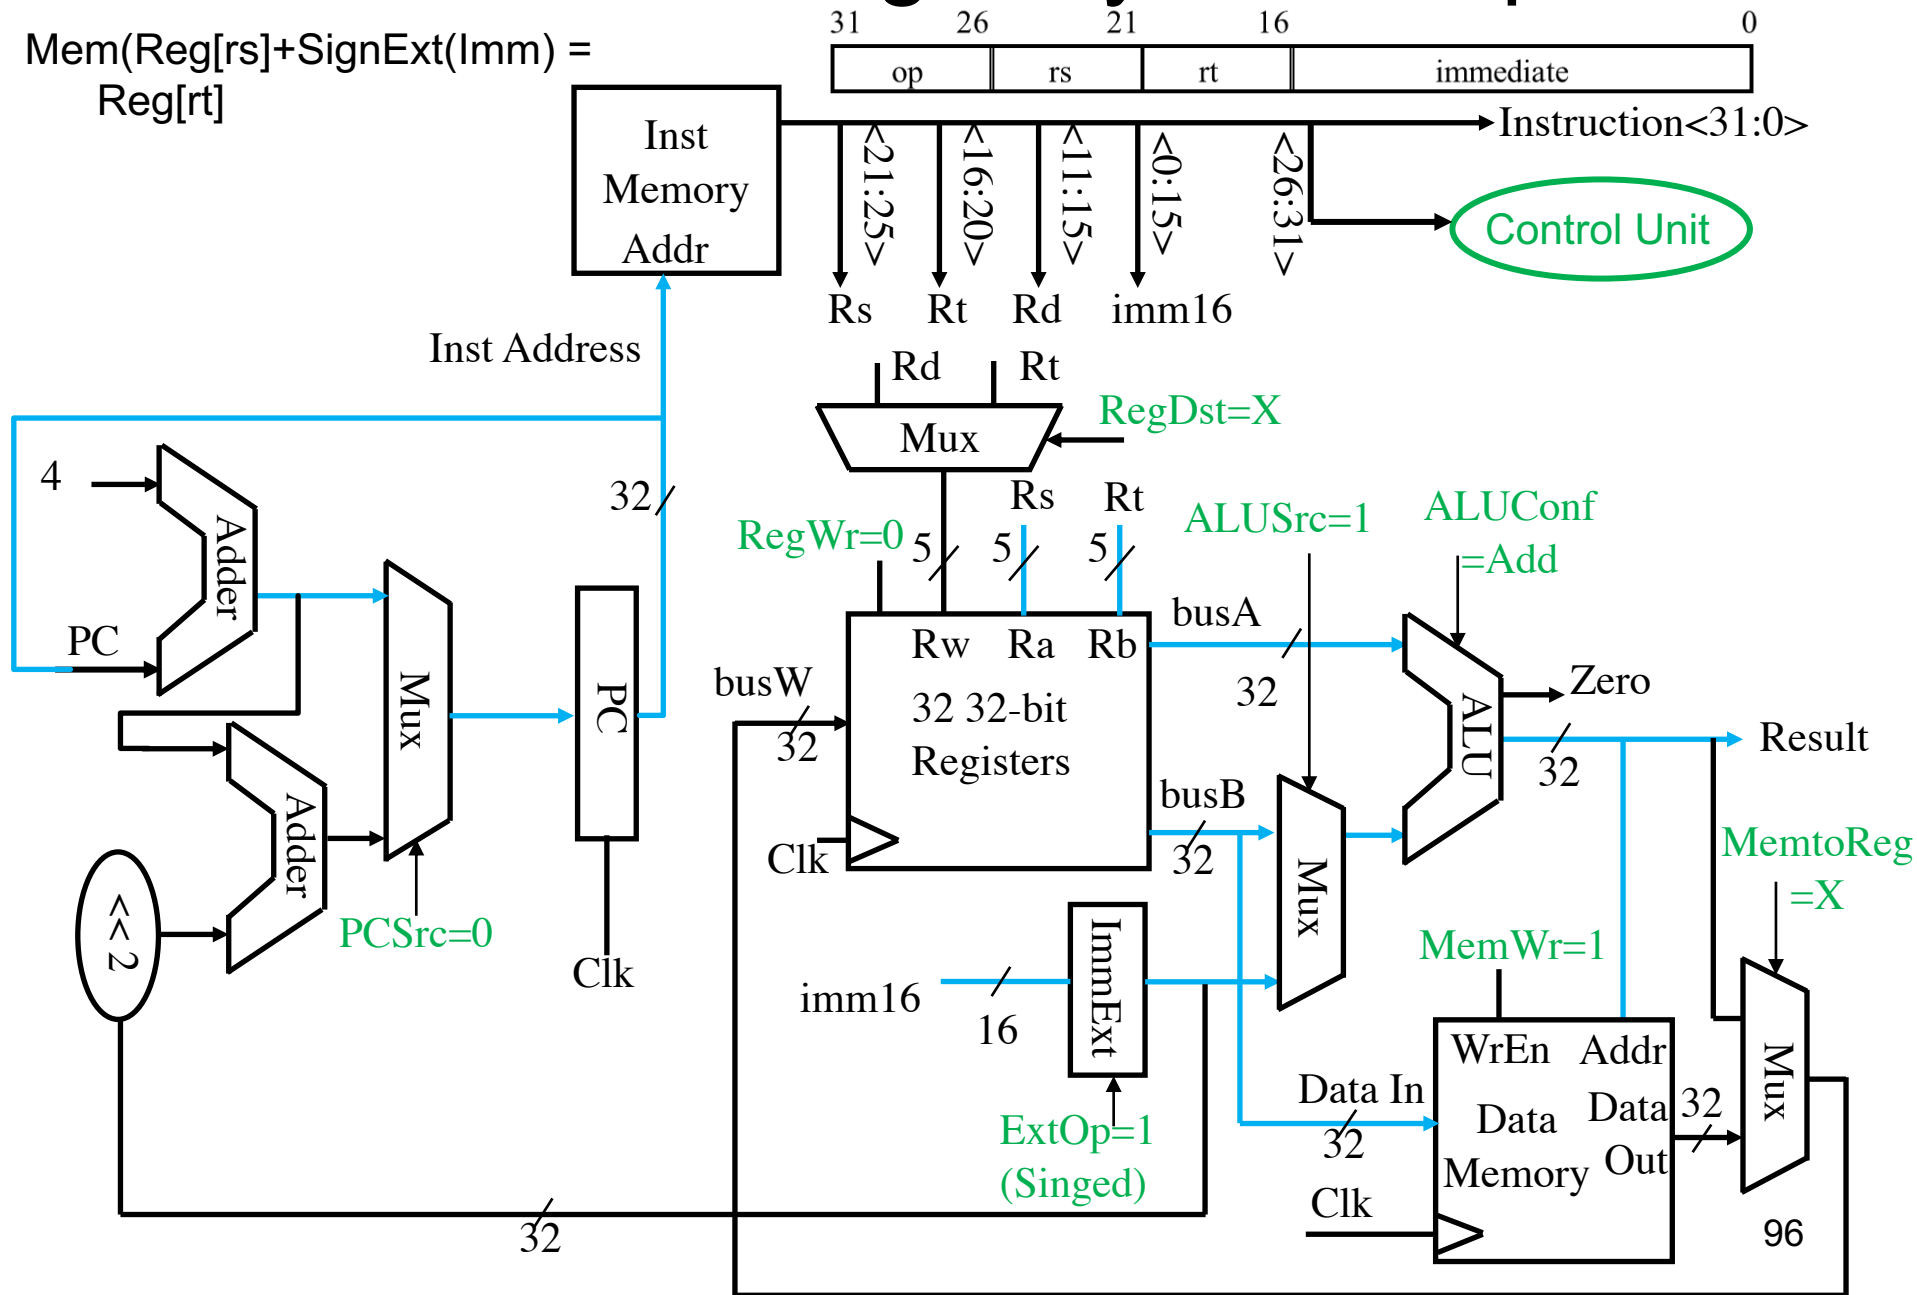 Mem(Reg[rs]+SignExt(Imm) =
Reg[rt]
31 26 21 16 0
op rs rt immediate
Instruction<31:0>
Inst
Memory
Addr
<21:25>
<16:20>
<11:15>
<0:15>
<26:31>
Control Unit
Rs Rt Rd imm16
Inst Address
Rd Rt
RegDst=X
Mux
4
Adder
PC
32
Rs Rt
RegWr=0
5 5 5
ALUSrc=1
ALUConf
=Add
Mux
PC
busW
32
Rw Ra Rb
32 32-bit
Registers
Clk
busA
32
busB
32
ALU
Zero
32
Result
Adder
<<2
PCSrc=0
Clk
Mux
MemtoReg
=X
imm16
16
ImmExt
ExtOp=1
(Singed)
MemWr=1
WrEn Addr
Data In
32
Data
Memory
Data
Out
32
Mux
Clk
32
96